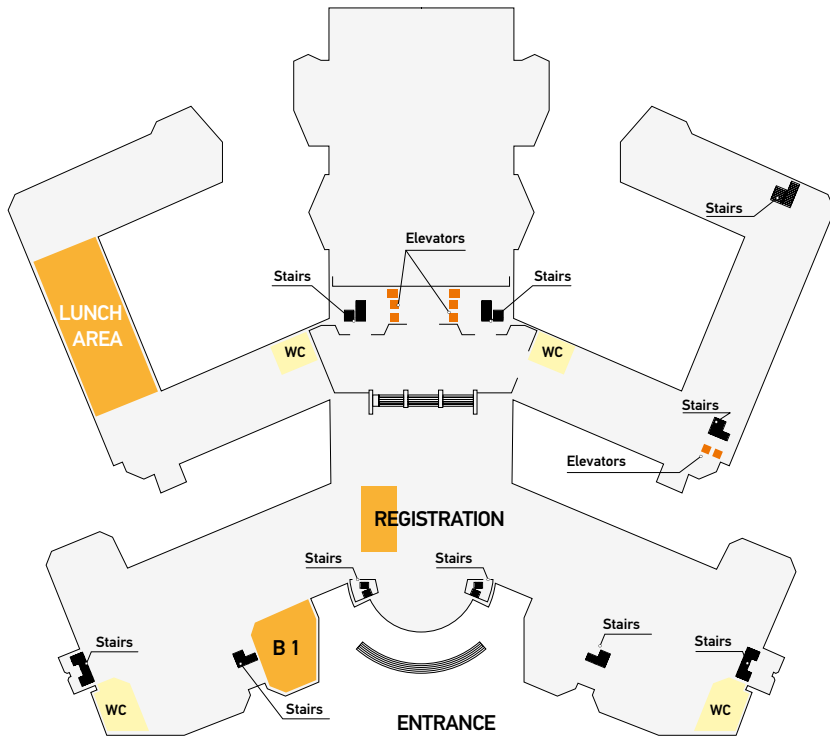 Stairs
Elevators
Stairs
Stairs
LUNCH
AREA
WC
WC
Stairs
Elevators
REGISTRATION
Stairs
Stairs
Stairs
Stairs
Stairs
B 1
WC
Stairs
WC
ENTRANCE